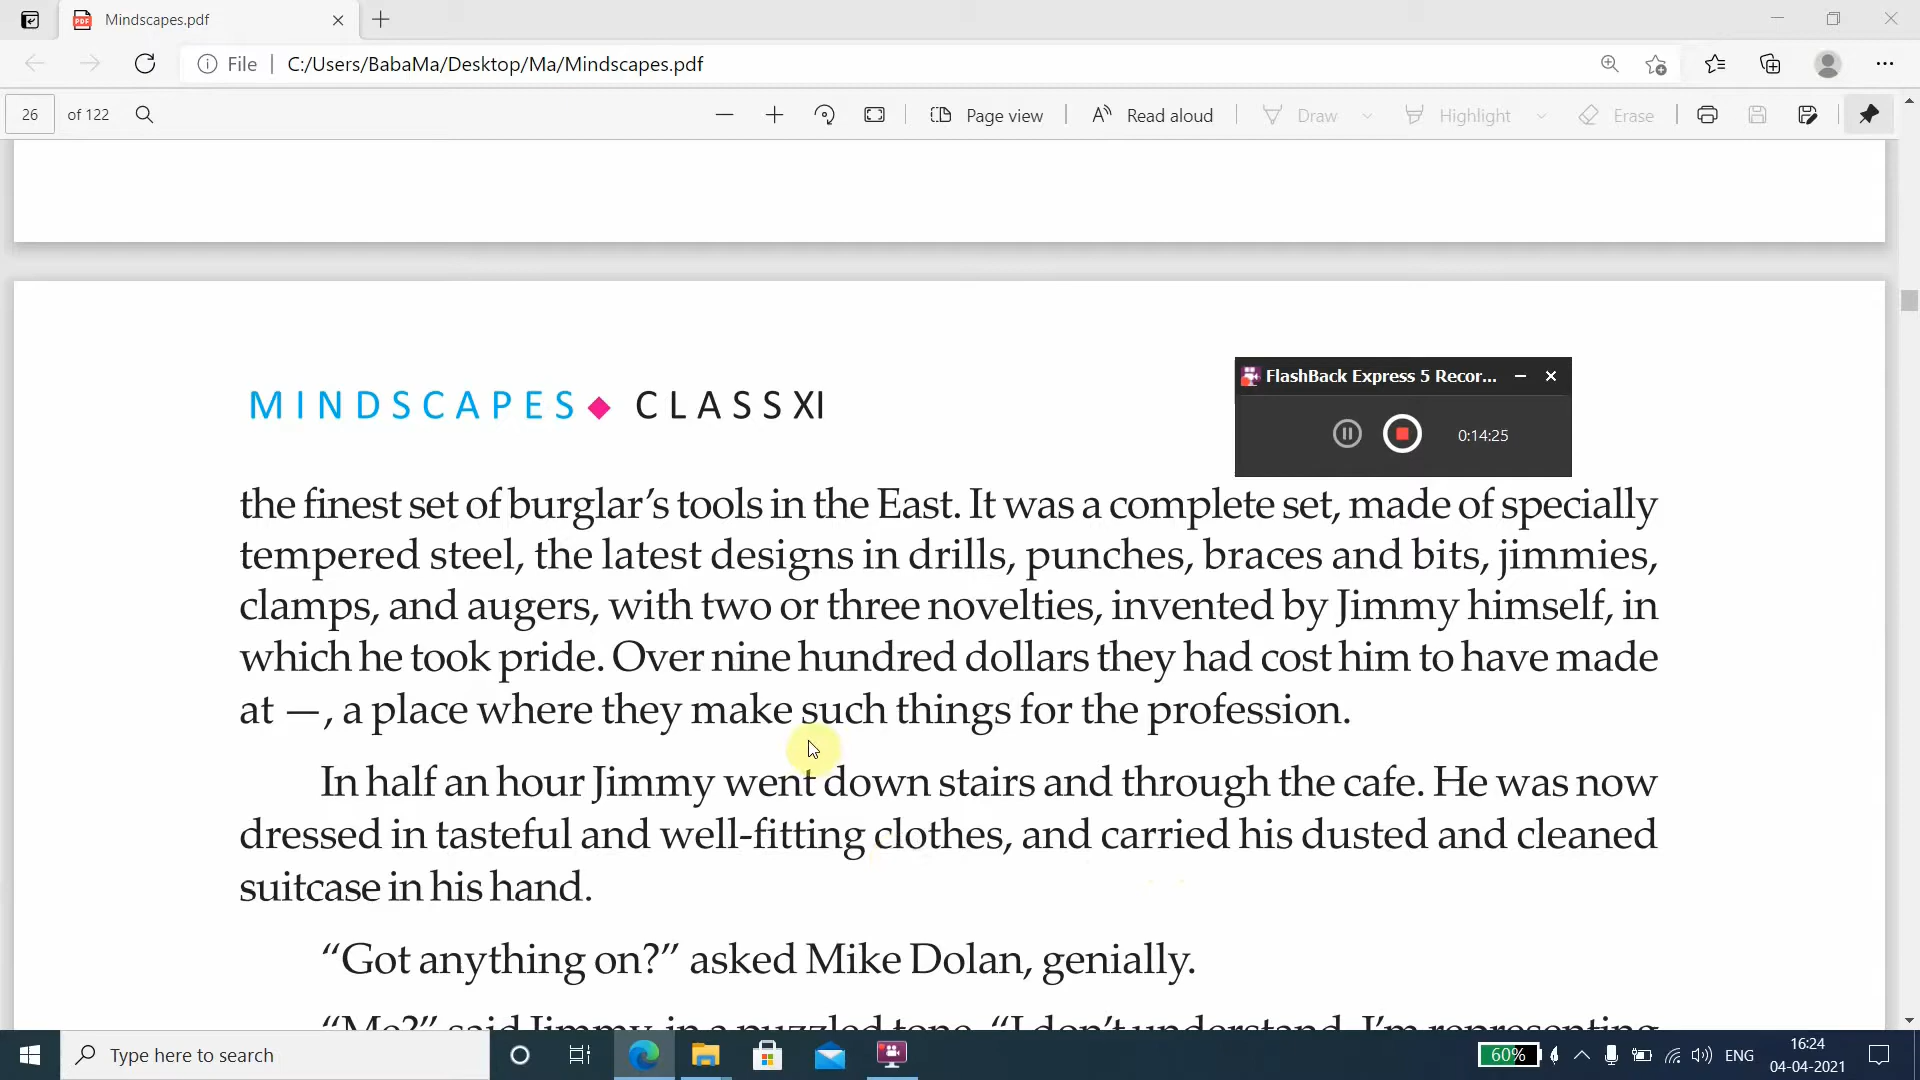 Mindscapes.pdf
File
C:/Users/BabaMa/Desktop/Ma/Mindscapes.pdf
26 of 122
Page view
Read aloud
Draw
Highlight
Erase
MINDSCAPES CLASS XI
FlashBack Express 5 Recor...
0:14:25
the finest set of burglar’s tools in the East. It was a complete set, made of specially
tempered steel, the latest designs in drills, punches, braces and bits, jimmies,
clamps, and augers, with two or three novelties, invented by Jimmy himself, in
which he took pride. Over nine hundred dollars they had cost him to have made
at —, a place where they make such things for the profession.
In half an hour Jimmy went down stairs and through the cafe. He was now
dressed in tasteful and well-fitting clothes, and carried his dusted and cleaned
suitcase in his hand.
“Got anything on?” asked Mike Dolan, genially.
“Me?” said Jimmy, in a puzzled tone. “I don’t understand. I’m representing
Type here to search
60%
ENG
16:24
04-04-2021